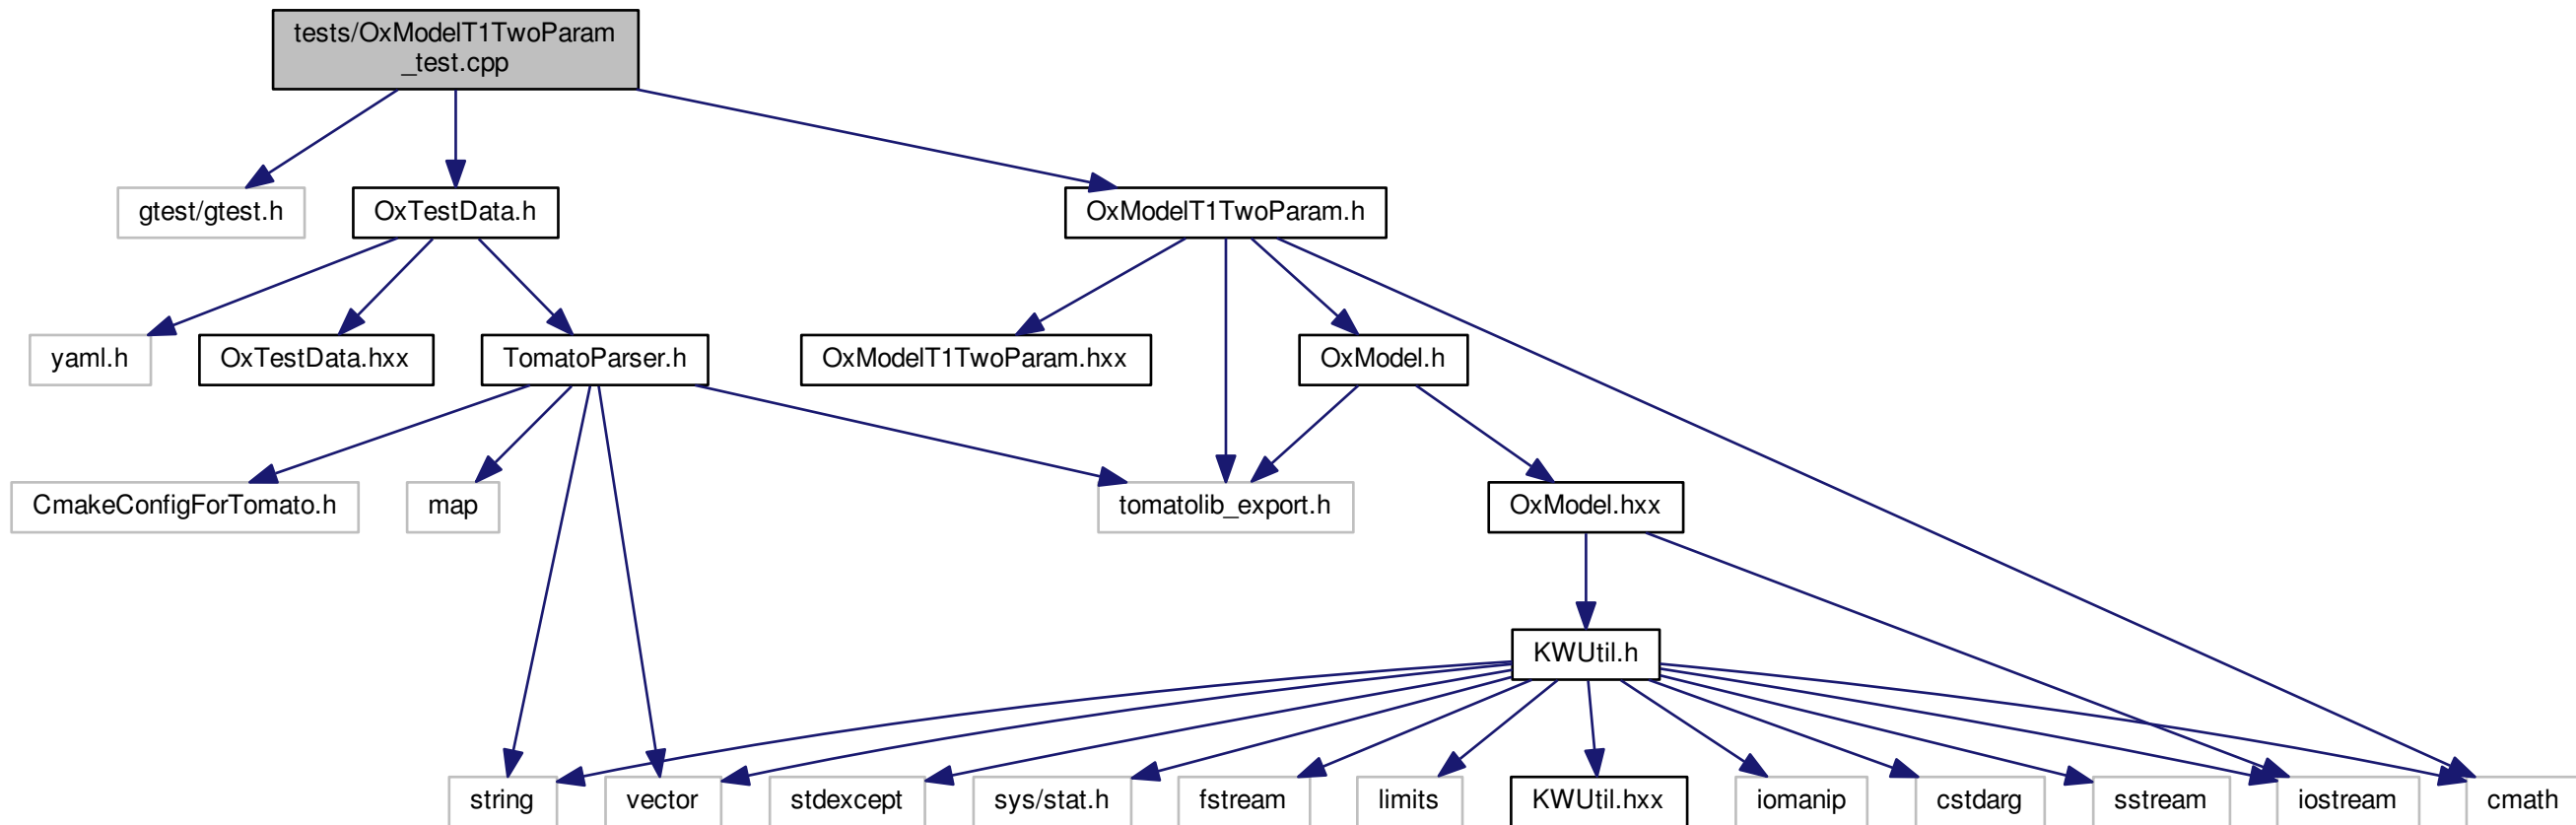 tests/OxModelT1TwoParam
_test.cpp
gtest/gtest.h
OxTestData.h
OxModelT1TwoParam.h
yaml.h
OxTestData.hxx
TomatoParser.h
OxModelT1TwoParam.hxx
OxModel.h
CmakeConfigForTomato.h
map
tomatolib_export.h
OxModel.hxx
KWUtil.h
string
vector
stdexcept
sys/stat.h
fstream
limits
KWUtil.hxx
iomanip
cstdarg
sstream
iostream
cmath